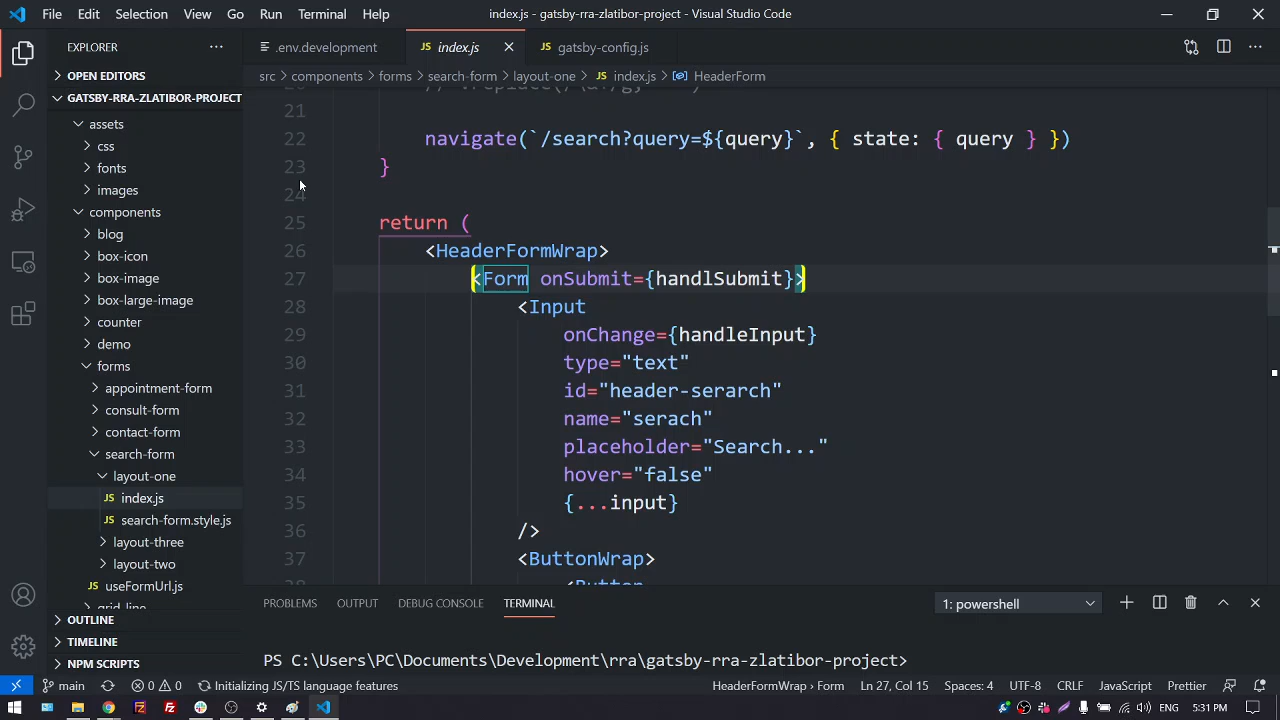 File Edit Selection View Go Run Terminal Help index.js - gatsby-rra-zlatibor-project - Visual Studio Code
EXPLORER
.env.development
JS index.js
JS gatsby-config.js
src > components > forms > search-form > layout-one > JS index.js > HeaderForm
OPEN EDITORS
GATSBY-RRA-ZLATIBOR-PROJECT
assets
css
fonts
images
components
blog
box-icon
box-image
box-large-image
counter
demo
forms
appointment-form
consult-form
contact-form
search-form
layout-one
JS index.js
JS search-form.style.js
layout-three
layout-two
JS useFormUrl.js
grid_line
OUTLINE
TIMELINE
NPM SCRIPTS
21
22 navigate(`/search?query=${query}`, { state: { query } })
23 }
24
25 return (
26 <HeaderFormWrap>
27 <Form onSubmit={handlSubmit}>
28 <Input
29 onChange={handleInput}
30 type="text"
31 id="header-serarch"
32 name="serach"
33 placeholder="Search..."
34 hover="false"
35 {...input}
36 />
37 <ButtonWrap>
<Button
PROBLEMS OUTPUT DEBUG CONSOLE TERMINAL 1: powershell
PS C:\Users\PC\Documents\Development\rra\gatsby-rra-zlatibor-project>
main 0 0 Initializing JS/TS language features HeaderFormWrap > Form Ln 27, Col 15 Spaces: 4 UTF-8 CRLF JavaScript Prettier
ENG 5:31 PM